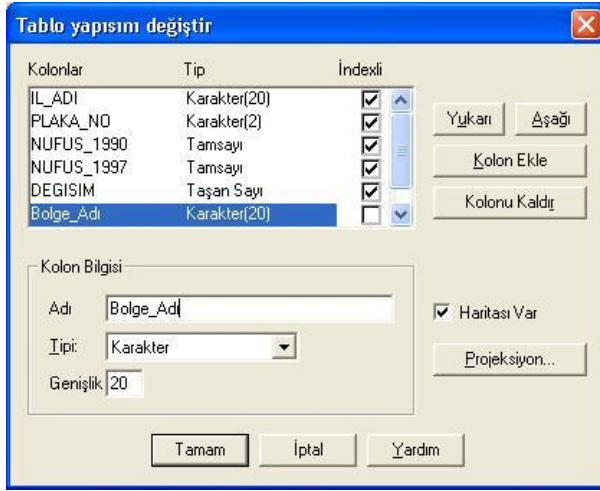 Tablo yapısını değiştir
Kolonlar Tip İndexli
IL_ADI Karakter(20)
PLAKA_NO Karakter(2)
NUFUS_1990 Tamsayı
NUFUS_1997 Tamsayı
DEGISIM Taşan Sayı
Bolge_Adı Karakter(20)
Yukarı Aşağı
Kolon Ekle
Kolonu Kaldır
Kolon Bilgisi
Adı Bolge_Adı
Tipi: Karakter
Genişlik 20
Haritası Var
Projeksiyon...
Tamam İptal Yardım